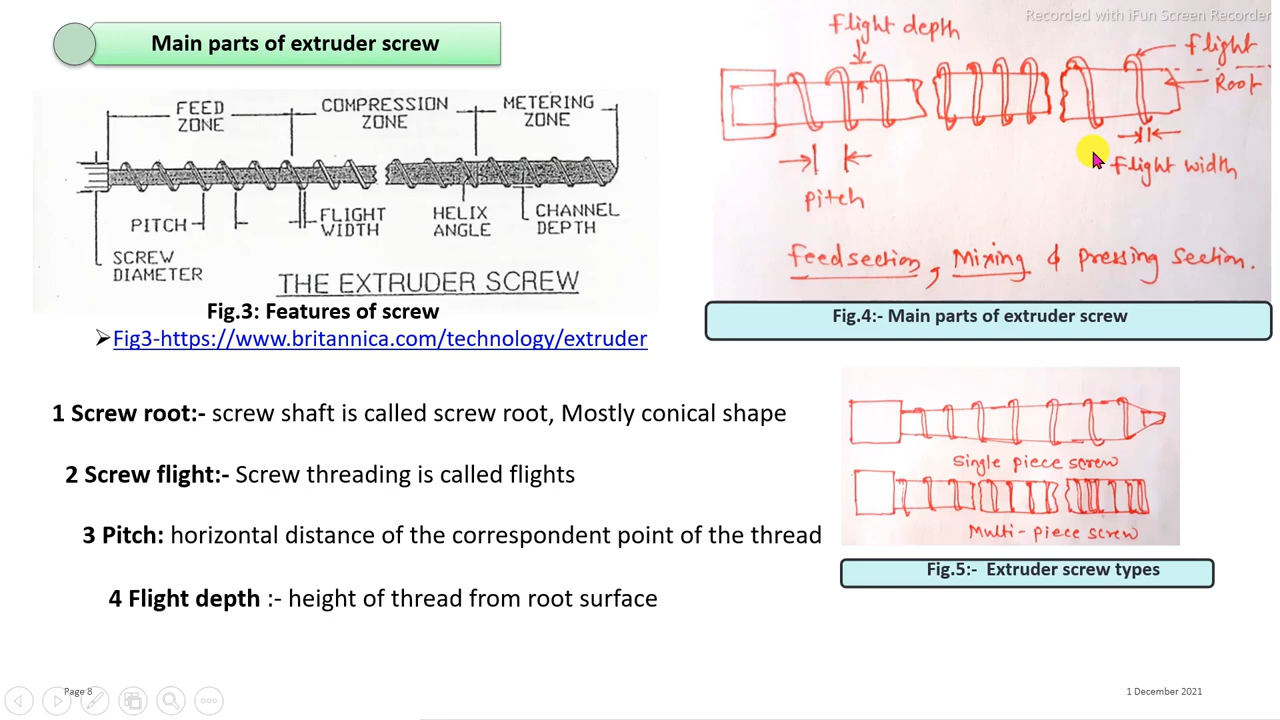 Recorded with iFun Screen Recorder
Main parts of extruder screw
FEED
ZONE
COMPRESSION
ZONE
METERING
ZONE
PITCH
FLIGHT
WIDTH
HELIX
ANGLE
CHANNEL
DEPTH
SCREW
DIAMETER
THE EXTRUDER SCREW
Fig.3: Features of screw
➢Fig3-https://www.britannica.com/technology/extruder
flight depth
flight
Root
pitch
flight width
feed section, Mixing & pressing section.
Fig.4:- Main parts of extruder screw
1 Screw root:- screw shaft is called screw root, Mostly conical shape
2 Screw flight:- Screw threading is called flights
3 Pitch: horizontal distance of the correspondent point of the thread
4 Flight depth :- height of thread from root surface
Single piece screw
Multi-piece screw
Fig.5:- Extruder screw types
Page 8
1 December 2021